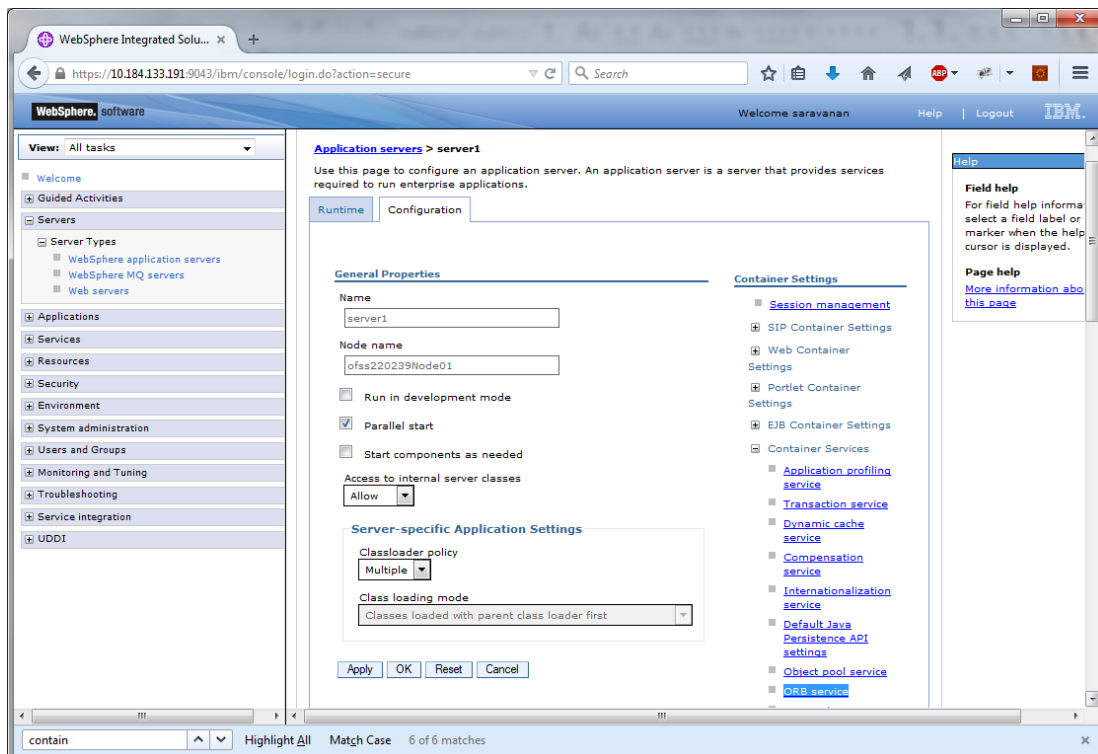 WebSphere Integrated Solu...
https://10.184.133.191:9043/ibm/console/login.do?action=secure
Search
ABP
WebSphere. software
Welcome saravanan
Help | Logout
IBM.
View: All tasks
Welcome
Guided Activities
Servers
Server Types
WebSphere application servers
WebSphere MQ servers
Web servers
Applications
Services
Resources
Security
Environment
System administration
Users and Groups
Monitoring and Tuning
Troubleshooting
Service integration
UDDI
Application servers > server1
Use this page to configure an application server. An application server is a server that provides services
required to run enterprise applications.
Runtime
Configuration
General Properties
Name
server1
Node name
ofss220239Node01
Run in development mode
Parallel start
Start components as needed
Access to internal server classes
Allow
Server-specific Application Settings
Classloader policy
Multiple
Class loading mode
Classes loaded with parent class loader first
Apply
OK
Reset
Cancel
Container Settings
Session management
SIP Container Settings
Web Container
Settings
Portlet Container
Settings
EJB Container Settings
Container Services
Application profiling
service
Transaction service
Dynamic cache
service
Compensation
service
Internationalization
service
Default Java
Persistence API
settings
Object pool service
ORB service
Help
Field help
For field help informa
select a field label or
marker when the help
cursor is displayed.
Page help
More information abo
this page
contain
Highlight All
Match Case
6 of 6 matches